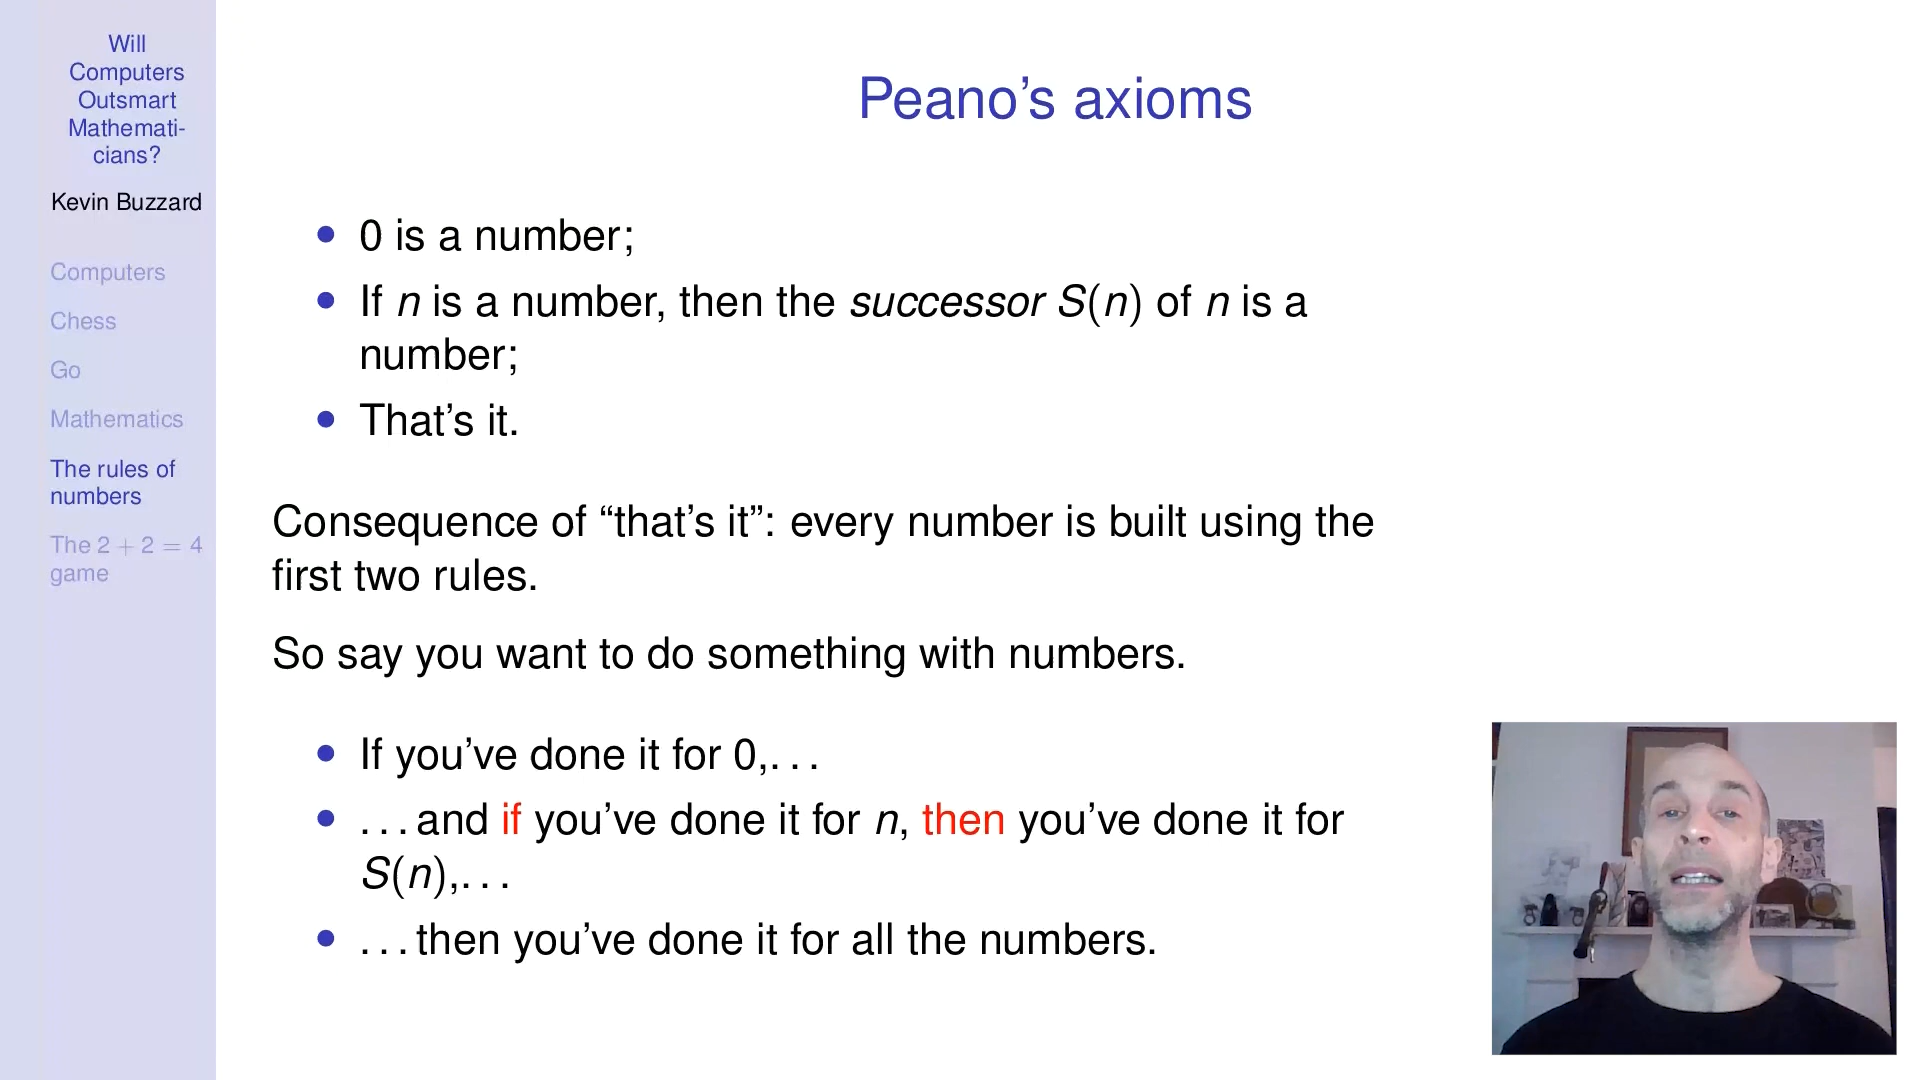 Will
Computers
Outsmart
Mathemati-
cians?
Kevin Buzzard
Computers
Chess
Go
Mathematics
The rules of
numbers
The 2 + 2 = 4
game
Peano’s axioms
• 0 is a number;
• If n is a number, then the successor S(n) of n is a
number;
• That’s it.
Consequence of “that’s it”: every number is built using the
first two rules.
So say you want to do something with numbers.
• If you’ve done it for 0,...
• ...and if you’ve done it for n, then you’ve done it for
S(n),...
• ...then you’ve done it for all the numbers.